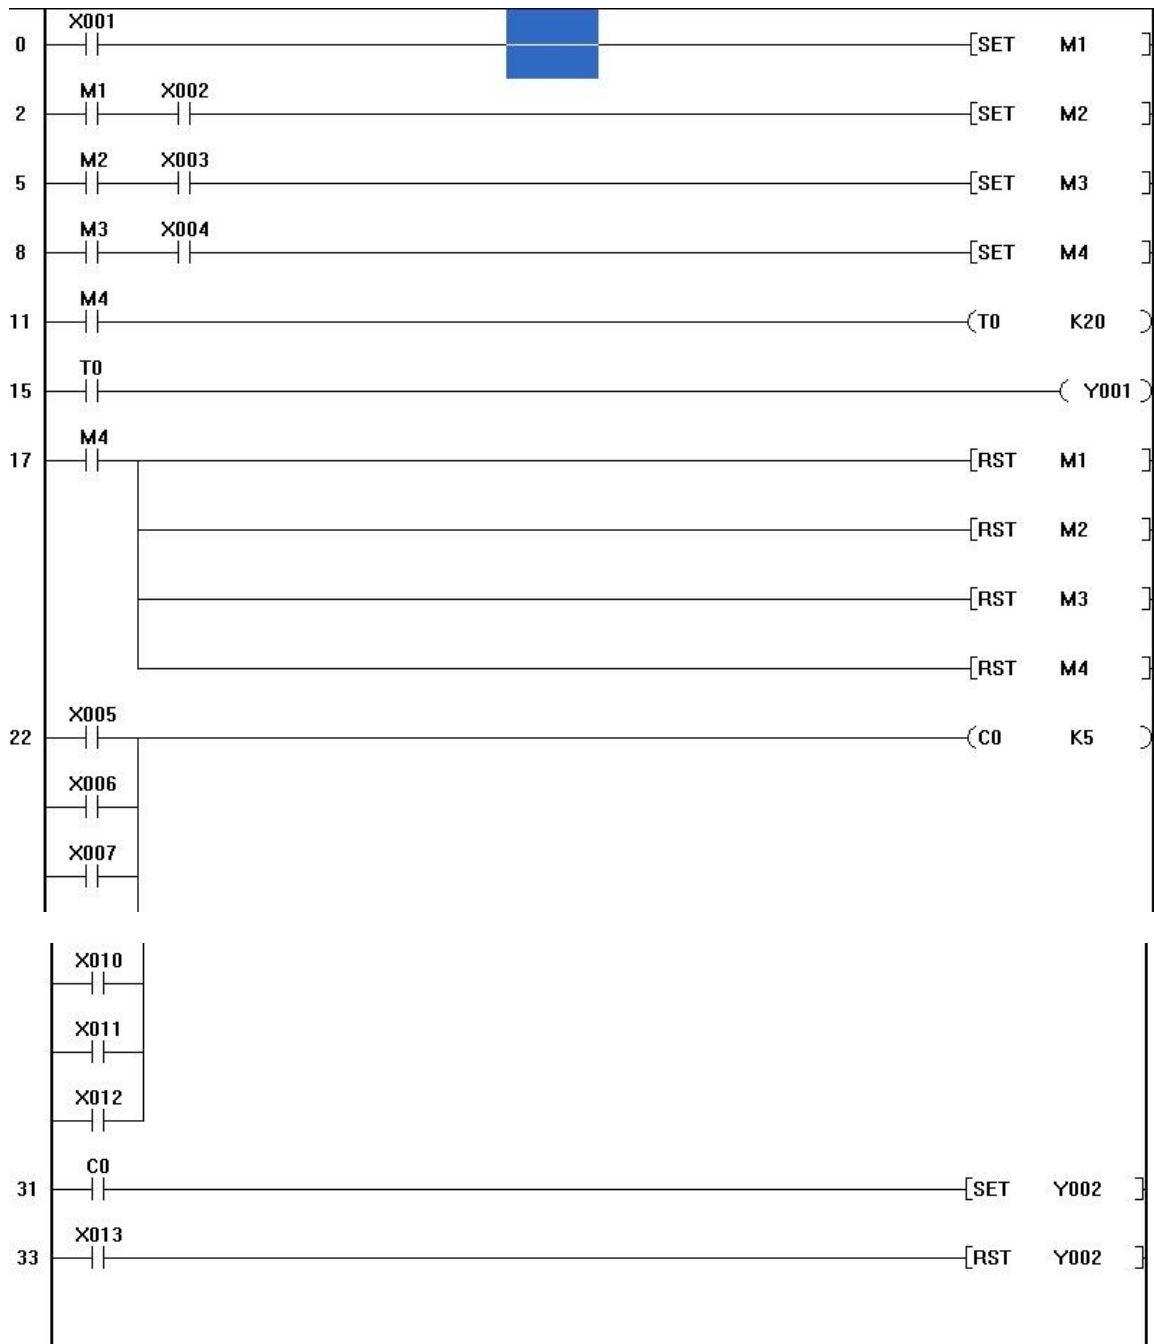 X001
0 [SET M1 ]
M1 X002
2 [SET M2 ]
M2 X003
5 [SET M3 ]
M3 X004
8 [SET M4 ]
M4
11 (T0 K20 )
T0
15 ( Y001 )
M4
17 [RST M1 ]
[RST M2 ]
[RST M3 ]
[RST M4 ]
X005
22 (C0 K5 )
X006
X007
X010
X011
X012
C0
31 [SET Y002 ]
X013
33 [RST Y002 ]